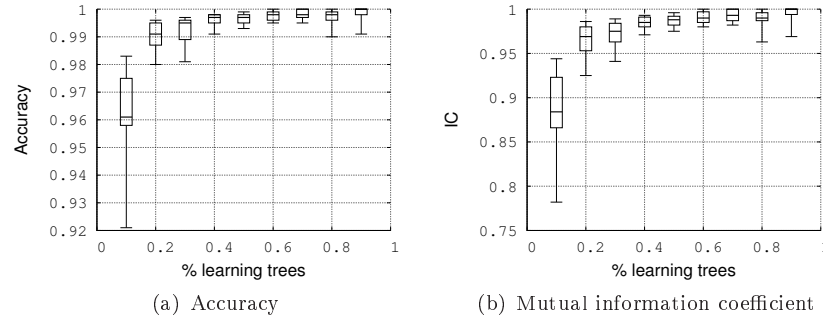 1
0.99
0.98
0.97
0.96
0.95
0.94
0.93
0.92
Accuracy
0 0.2 0.4 0.6 0.8 1
% learning trees
(a) Accuracy
1
0.95
0.9
0.85
0.8
0.75
IC
0 0.2 0.4 0.6 0.8 1
% learning trees
(b) Mutual information coefficient